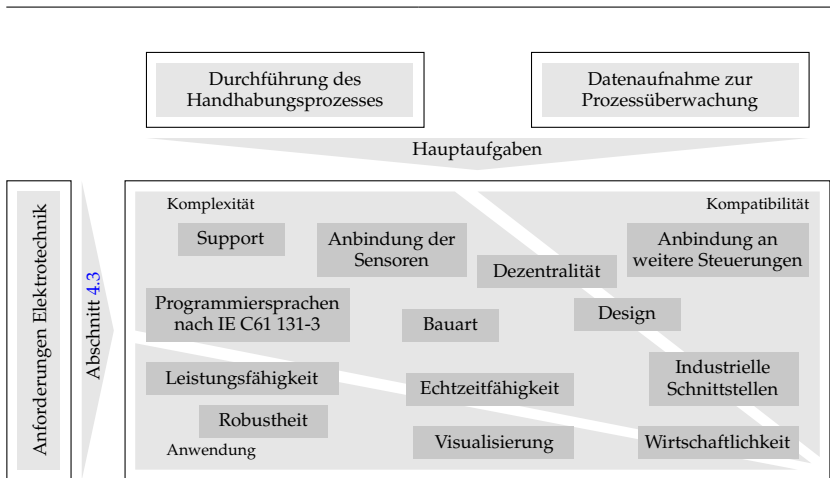 Durchführung des
Handhabungsprozesses
Datenaufnahme zur
Prozessüberwachung
Hauptaufgaben
Anforderungen Elektrotechnik
Abschnitt 4.3
Komplexität
Kompatibilität
Support
Anbindung der
Sensoren
Anbindung an
weitere Steuerungen
Dezentralität
Programmiersprachen
nach IE C61 131-3
Bauart
Design
Leistungsfähigkeit
Echtzeitfähigkeit
Industrielle
Schnittstellen
Robustheit
Visualisierung
Wirtschaftlichkeit
Anwendung